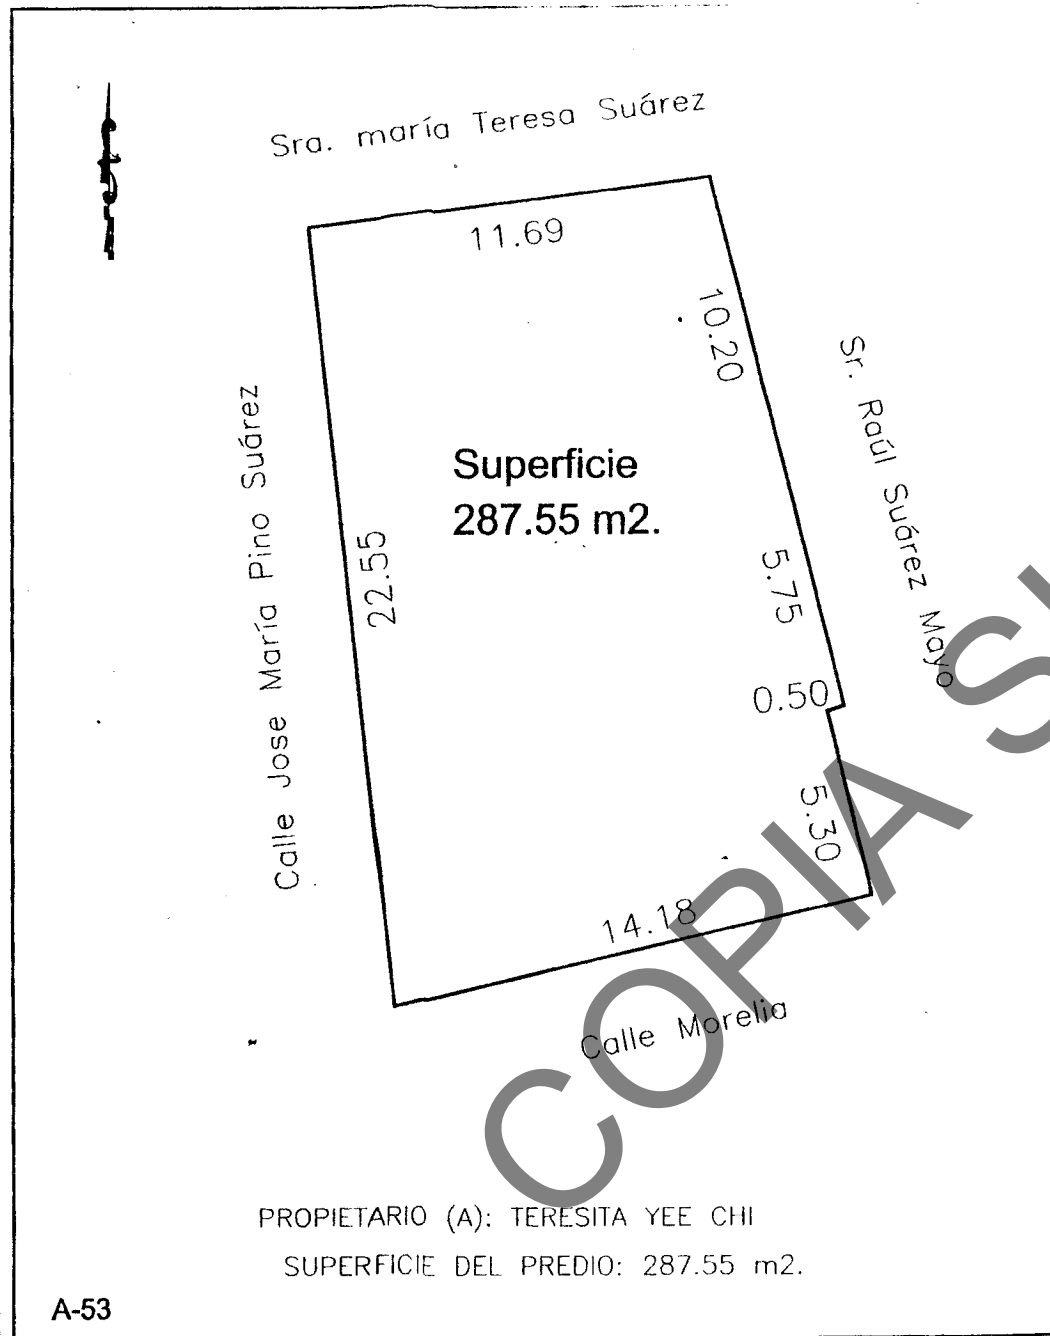 Sra. maría Teresa Suárez
11.69
10.20
Sr. Raúl Suárez Mayo
Superficie
287.55 m2.
Calle Jose María Pino Suárez
22.55
5.75
0.50
5.30
14.18
Calle Morelia
COPIA
PROPIETARIO (A): TERESITA YEE CHI
SUPERFICIE DEL PREDIO: 287.55 m2.
A-53